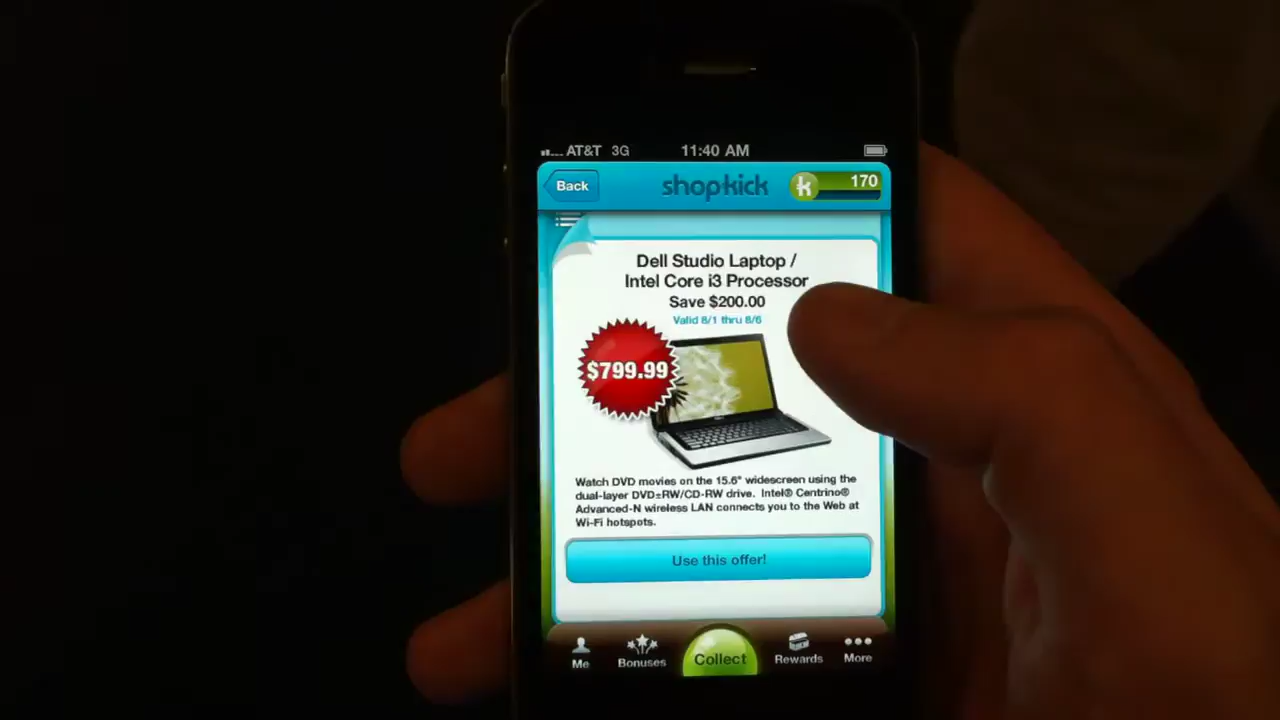 AT&T 3G 11:40 AM
Back shopkick k 170
Dell Studio Laptop /
Intel Core i3 Processor
Save $200.00
Valid 8/1 thru 8/6
$799.99
Watch DVD movies on the 15.6" widescreen using the
dual-layer DVD±RW/CD-RW drive. Intel® Centrino®
Advanced-N wireless LAN connects you to the Web at
Wi-Fi hotspots.
Use this offer!
Me Bonuses Collect Rewards More